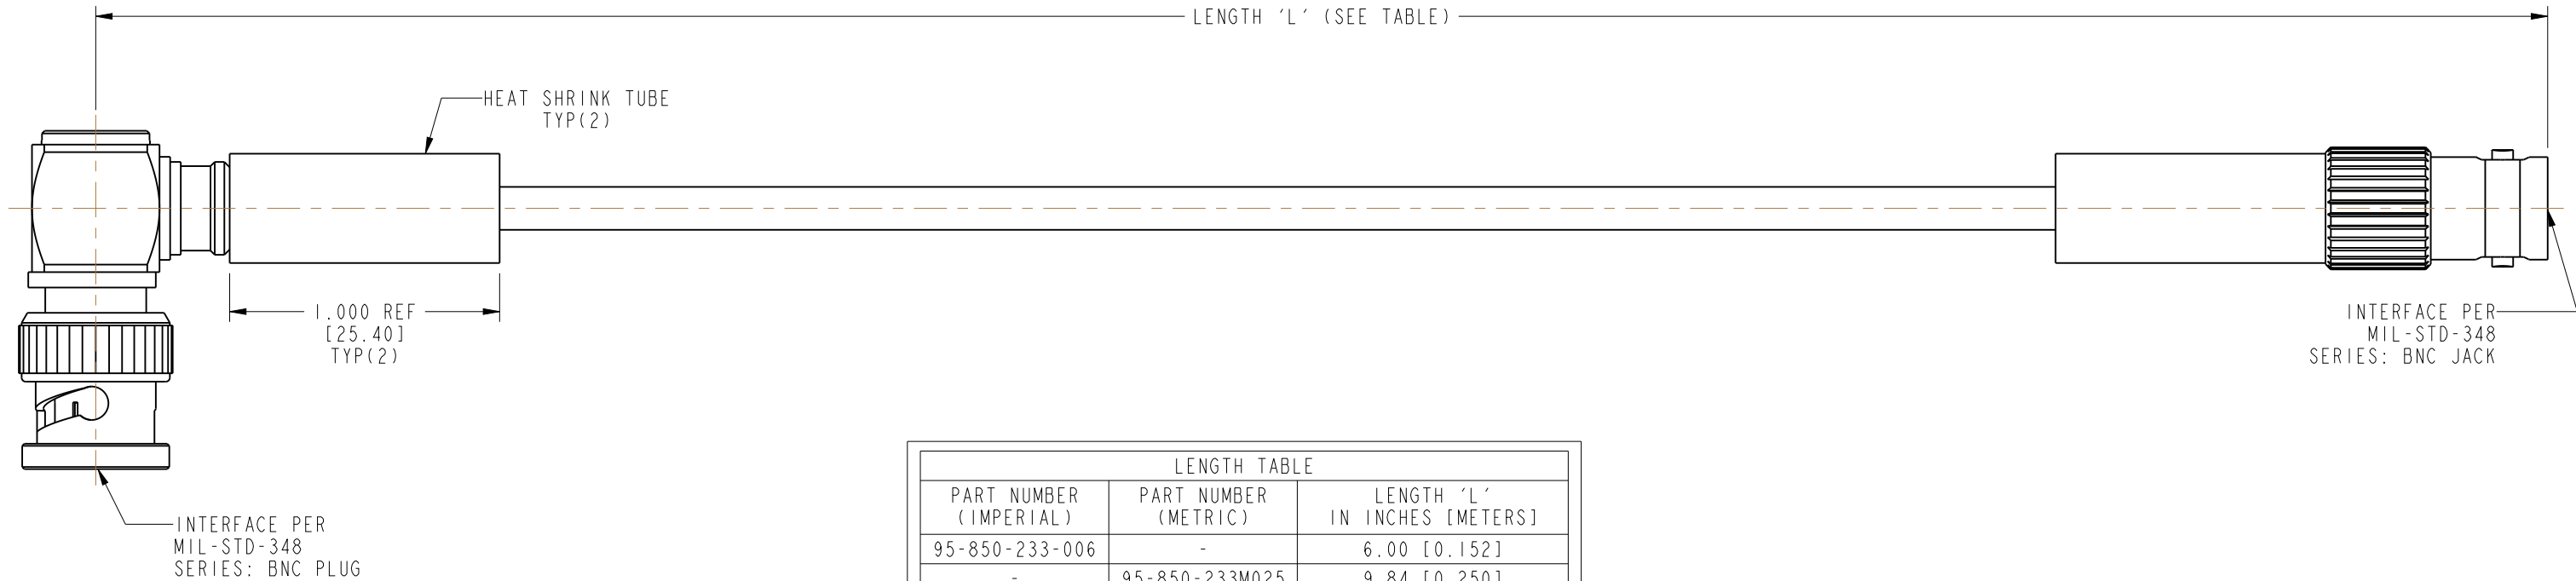 LENGTH 'L' (SEE TABLE)
HEAT SHRINK TUBE
TYP(2)
1.000 REF
[25.40]
TYP(2)
INTERFACE PER
MIL-STD-348
SERIES: BNC JACK
INTERFACE PER
MIL-STD-348
SERIES: BNC PLUG
LENGTH TABLE
PART NUMBER (IMPERIAL) PART NUMBER (METRIC) LENGTH 'L' IN INCHES [METERS]
95-850-233-006 - 6.00 [0.152]
- 95-850-233M025 9.84 [0.250]